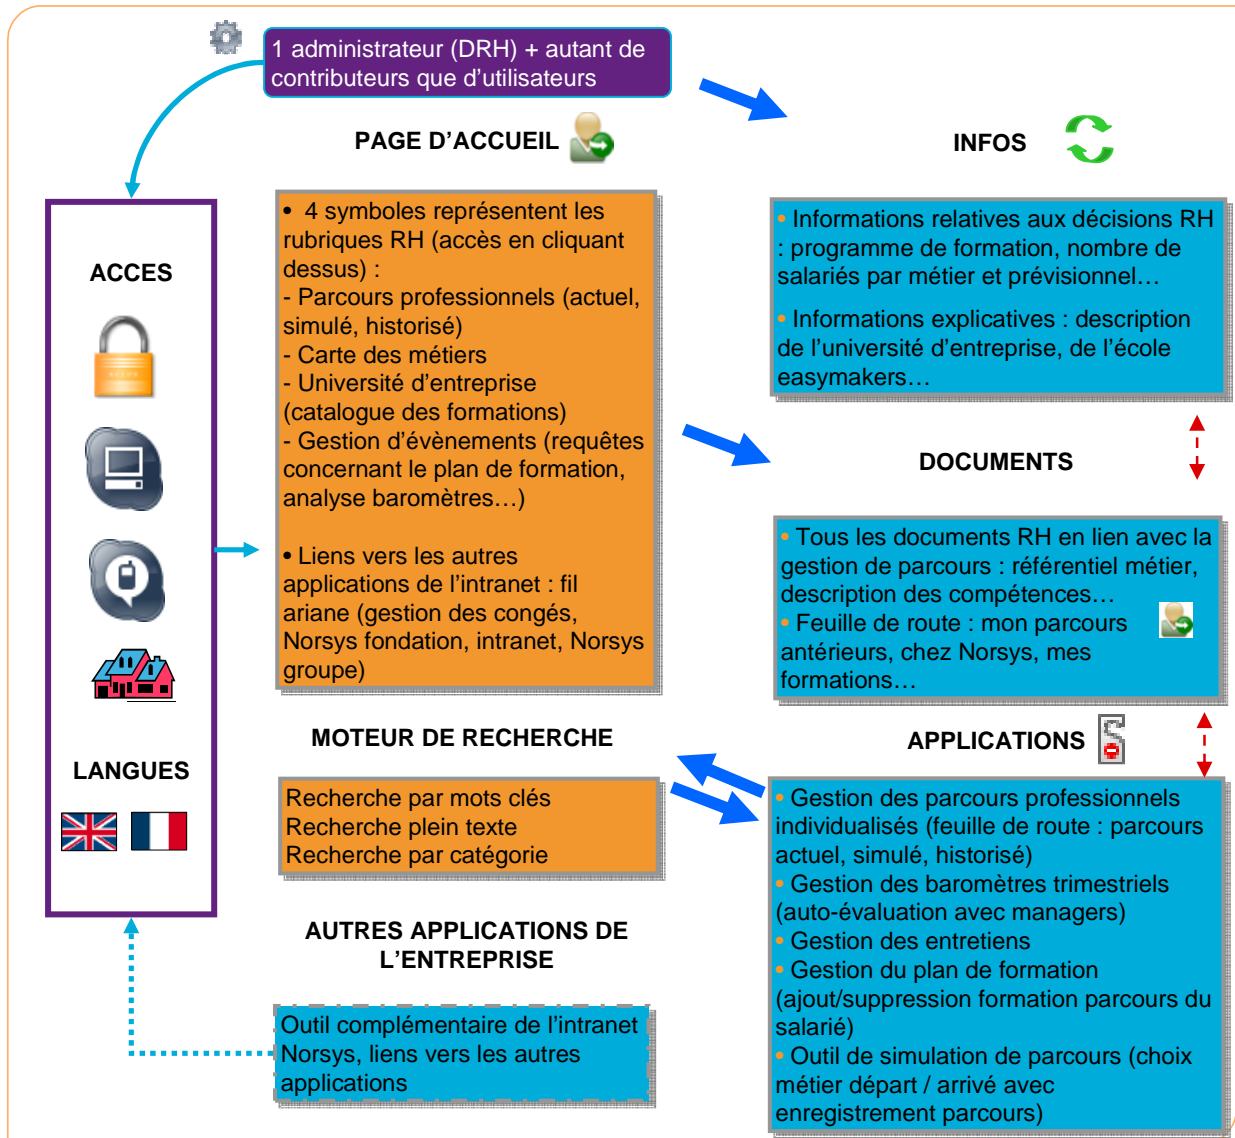 1 administrateur (DRH) + autant de
contributeurs que d'utilisateurs
PAGE D'ACCUEIL
INFOS
ACCES
LANGUES
• 4 symboles représentent les
rubriques RH (accès en cliquant
dessus) :
- Parcours professionnels (actuel,
simulé, historisé)
- Carte des métiers
- Université d'entreprise
(catalogue des formations)
- Gestion d'évènements (requêtes
concernant le plan de formation,
analyse baromètres…)
• Liens vers les autres
applications de l'intranet : fil
ariane (gestion des congés,
Norsys fondation, intranet, Norsys
groupe)
• Informations relatives aux décisions RH
: programme de formation, nombre de
salariés par métier et prévisionnel…
• Informations explicatives : description
de l'université d'entreprise, de l'école
easymakers…
DOCUMENTS
• Tous les documents RH en lien avec la
gestion de parcours : référentiel métier,
description des compétences…
• Feuille de route : mon parcours
antérieurs, chez Norsys, mes
formations…
MOTEUR DE RECHERCHE
Recherche par mots clés
Recherche plein texte
Recherche par catégorie
APPLICATIONS
• Gestion des parcours professionnels
individualisés (feuille de route : parcours
actuel, simulé, historisé)
• Gestion des baromètres trimestriels
(auto-évaluation avec managers)
• Gestion des entretiens
• Gestion du plan de formation
(ajout/suppression formation parcours du
salarié)
• Outil de simulation de parcours (choix
métier départ / arrivé avec
enregistrement parcours)
AUTRES APPLICATIONS DE
L'ENTREPRISE
Outil complémentaire de l'intranet
Norsys, liens vers les autres
applications